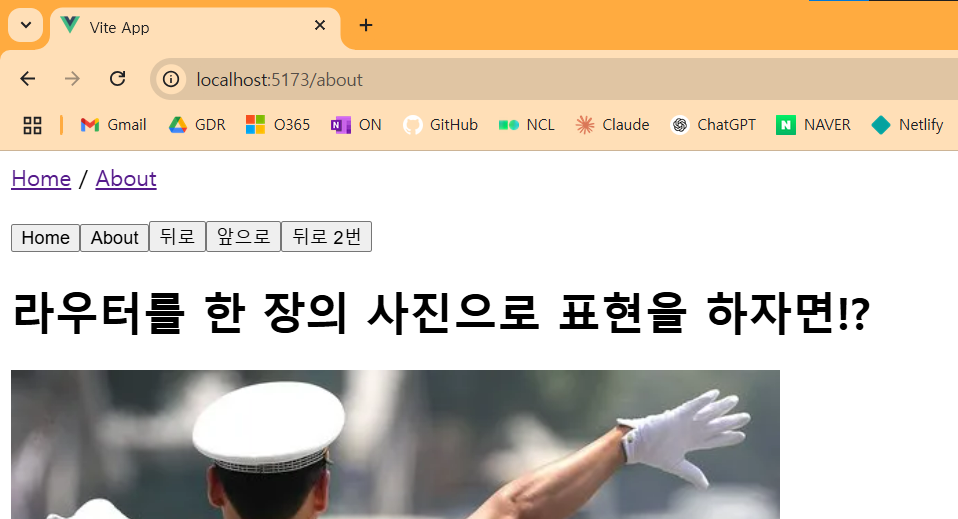 Vite App
localhost:5173/about
Gmail GDR O365 ON GitHub NCL Claude ChatGPT NAVER Netlify
Home / About
Home About 뒤로 앞으로 뒤로 2번
라우터를 한 장의 사진으로 표현을 하자면!?